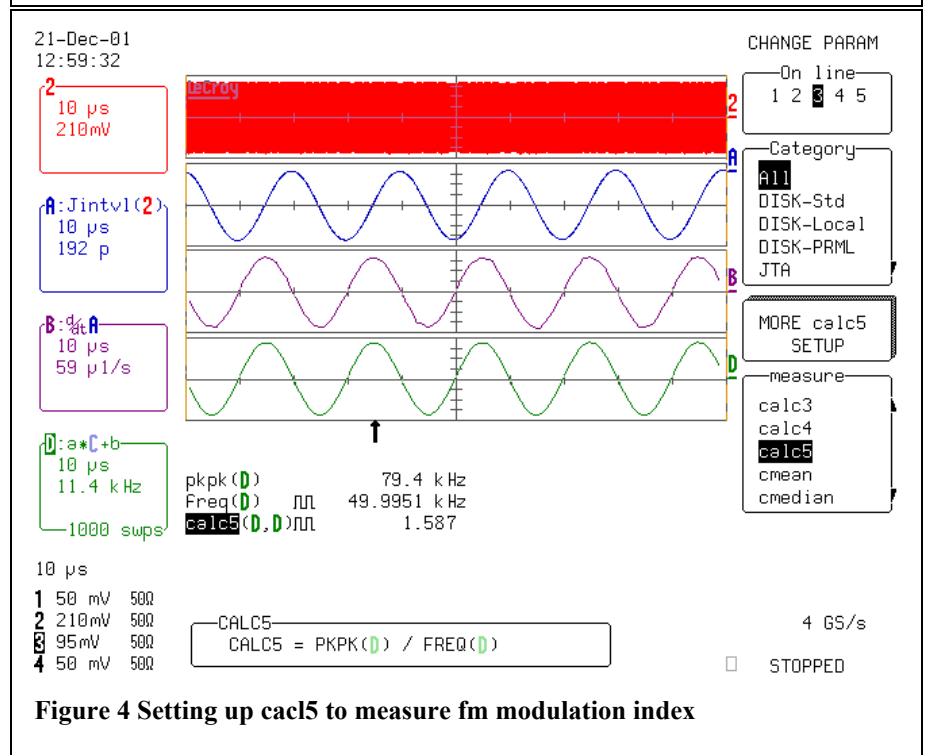 21-Dec-01
12:59:32
2
10 µs
210mV
A:Jintvl(2)
10 µs
192 p
B:d/dtA
10 µs
59 µ1/s
D:a*C+b
10 µs
11.4 kHz
1000 swps
LeCroy
2
A
B
D
pkpk(D) 79.4 kHz
Freq(D) 49.9951 kHz
calc5(D,D) 1.587
10 µs
1 50 mV 50Ω
2 210mV 50Ω
3 95mV 50Ω
4 50 mV 50Ω
CALC5
CALC5 = PKPK(D) / FREQ(D)
CHANGE PARAM
On line
1 2 3 4 5
Category
All
DISK-Std
DISK-Local
DISK-PRML
JTA
MORE calc5
SETUP
measure
calc3
calc4
calc5
cmean
cmedian
4 GS/s
STOPPED
Figure 4 Setting up cacl5 to measure fm modulation index